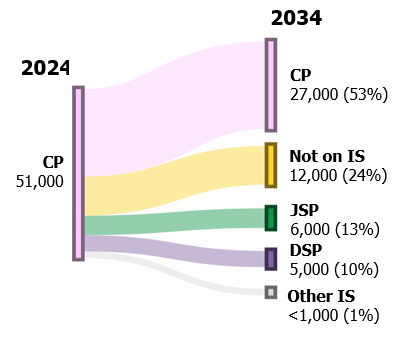 2034
2024
CP
27,000 (53%)
CP
51,000
Not on IS
12,000 (24%)
JSP
6,000 (13%)
DSP
5,000 (10%)
Other IS
<1,000 (1%)